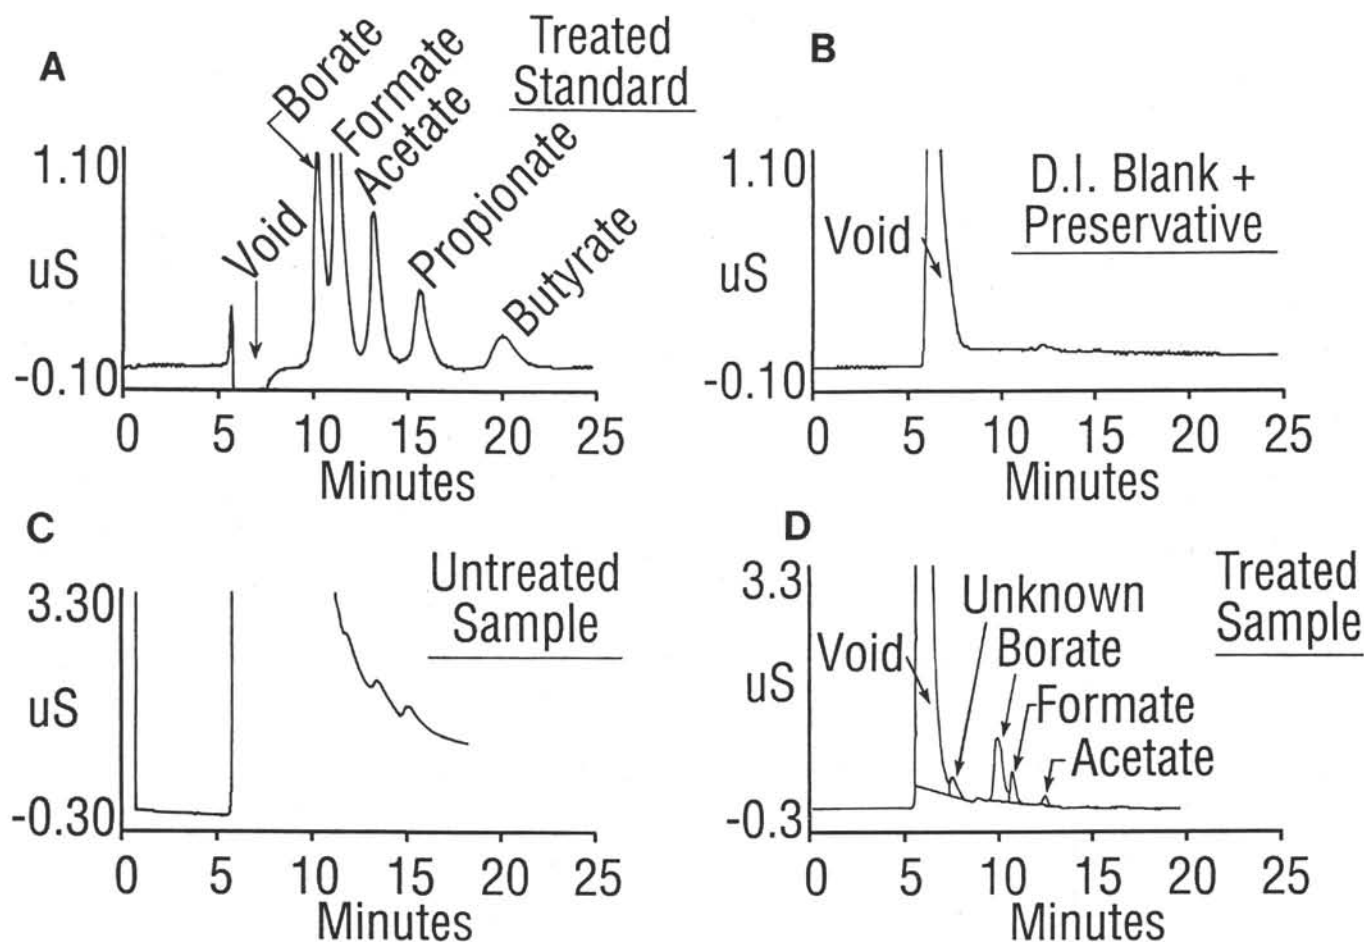 A
Treated
Standard
Borate
Formate
Acetate
Void
Propionate
Butyrate
1.10
uS
-0.10
0 5 10 15 20 25
Minutes
B
D.I. Blank +
Preservative
Void
1.10
uS
-0.10
0 5 10 15 20 25
Minutes
C
Untreated
Sample
3.30
uS
-0.30
0 5 10 15 20 25
Minutes
D
Treated
Sample
Unknown
Borate
Void
Formate
Acetate
3.3
uS
-0.3
0 5 10 15 20 25
Minutes